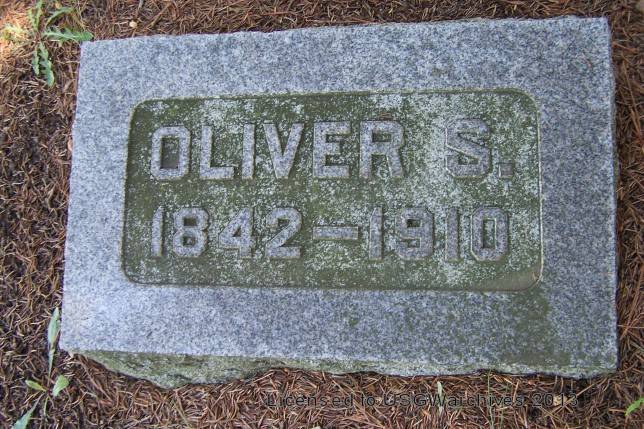 OLIVER S.
1842-1910
Licensed to USGWarchives 2013